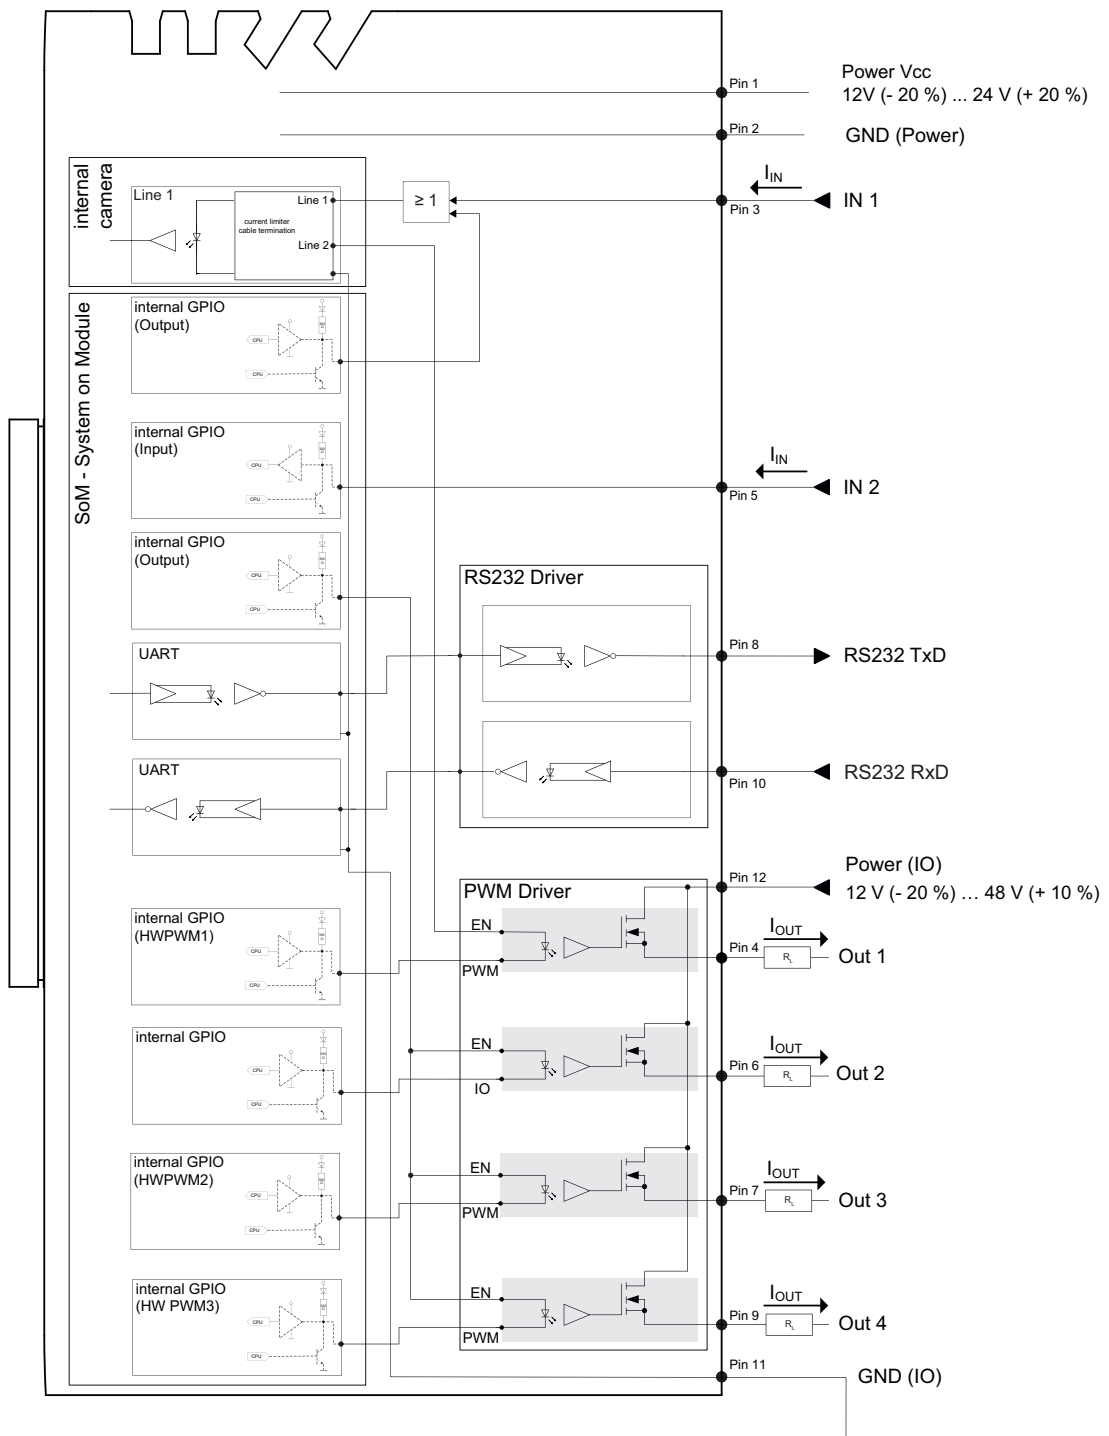 Pin 1
Power Vcc
12V (- 20 %) ... 24 V (+ 20 %)
Pin 2
GND (Power)
internal camera
Line 1
Line 1
current limiter
cable termination
Line 2
≥ 1
I_IN
Pin 3
IN 1
SoM - System on Module
internal GPIO
(Output)
CPU
CPU
internal GPIO
(Input)
CPU
CPU
I_IN
Pin 5
IN 2
internal GPIO
(Output)
CPU
CPU
RS232 Driver
UART
Pin 8
RS232 TxD
UART
Pin 10
RS232 RxD
PWM Driver
Pin 12
Power (IO)
12 V (- 20 %) … 48 V (+ 10 %)
internal GPIO
(HWPWM1)
CPU
CPU
EN
PWM
Pin 4
I_OUT
R_L
Out 1
internal GPIO
CPU
CPU
EN
IO
Pin 6
I_OUT
R_L
Out 2
internal GPIO
(HWPWM2)
CPU
CPU
EN
PWM
Pin 7
I_OUT
R_L
Out 3
internal GPIO
(HW PWM3)
CPU
CPU
EN
PWM
Pin 9
I_OUT
R_L
Out 4
Pin 11
GND (IO)